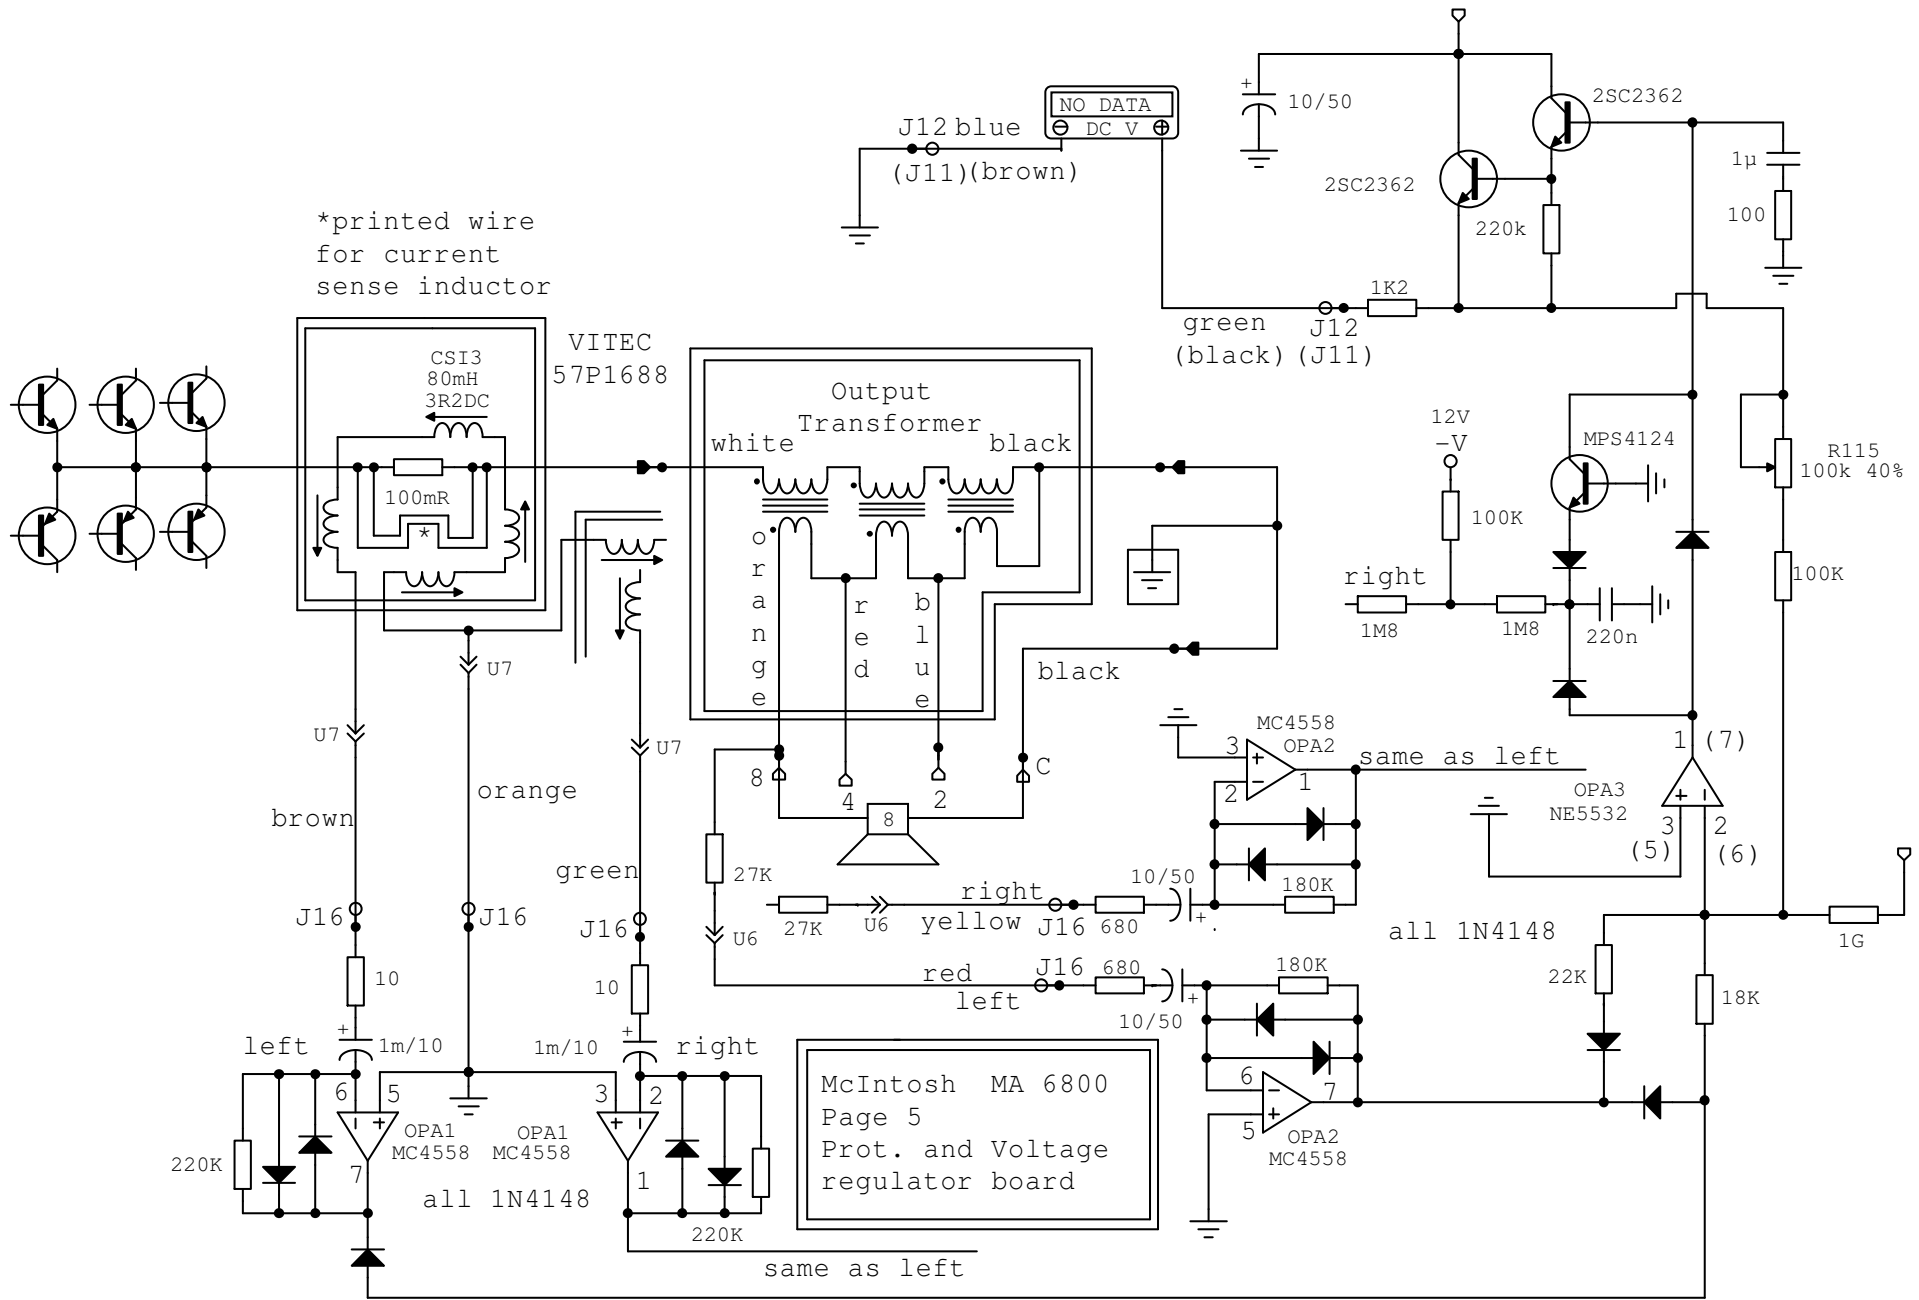 NO DATA
DC V
J12 blue
(J11)(brown)
+
10/50
2SC2362
2SC2362
220k
1µ
100
*printed wire
for current
sense inductor
1K2
green
(black)
J12
(J11)
VITEC
57P1688
CSI3
80mH
3R2DC
100mR
*
Output
Transformer
white
black
orange
red
blue
12V
-V
100K
MPS4124
R115
100k 40%
right
1M8
1M8
220n
100K
U7
U7
U7
black
8
4
2
C
8
MC4558
OPA2
3
2
1
+
-
same as left
1 (7)
OPA3
NE5532
+
-
3
(5)
2
(6)
brown
orange
green
27K
27K
U6
U6
right
yellow
J16
680
10/50
+
180K
.
all 1N4148
1G
J16
J16
J16
10
10
red
left
J16
680
10/50
+
180K
22K
18K
left
+
1m/10
1m/10
+
right
6
5
3
2
-
+
+
-
OPA1
MC4558
OPA1
MC4558
7
1
220K
220K
all 1N4148
same as left
6
5
7
-
+
OPA2
MC4558
McIntosh MA 6800
Page 5
Prot. and Voltage
regulator board